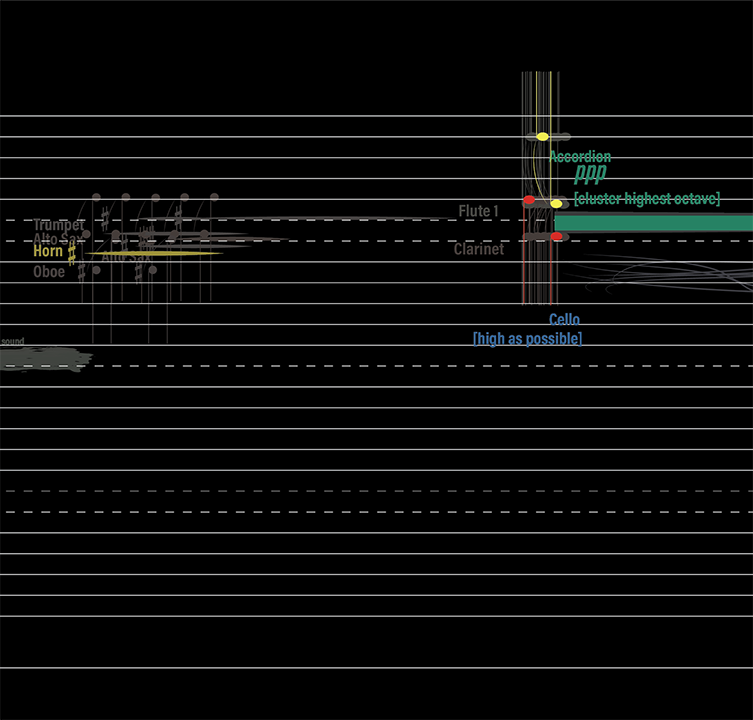 Accordion
ppp
[cluster highest octave]
Flute 1
Trumpet
Alto Sax
Horn
Clarinet
Alto Sax
Oboe
Cello
[high as possible]
sound